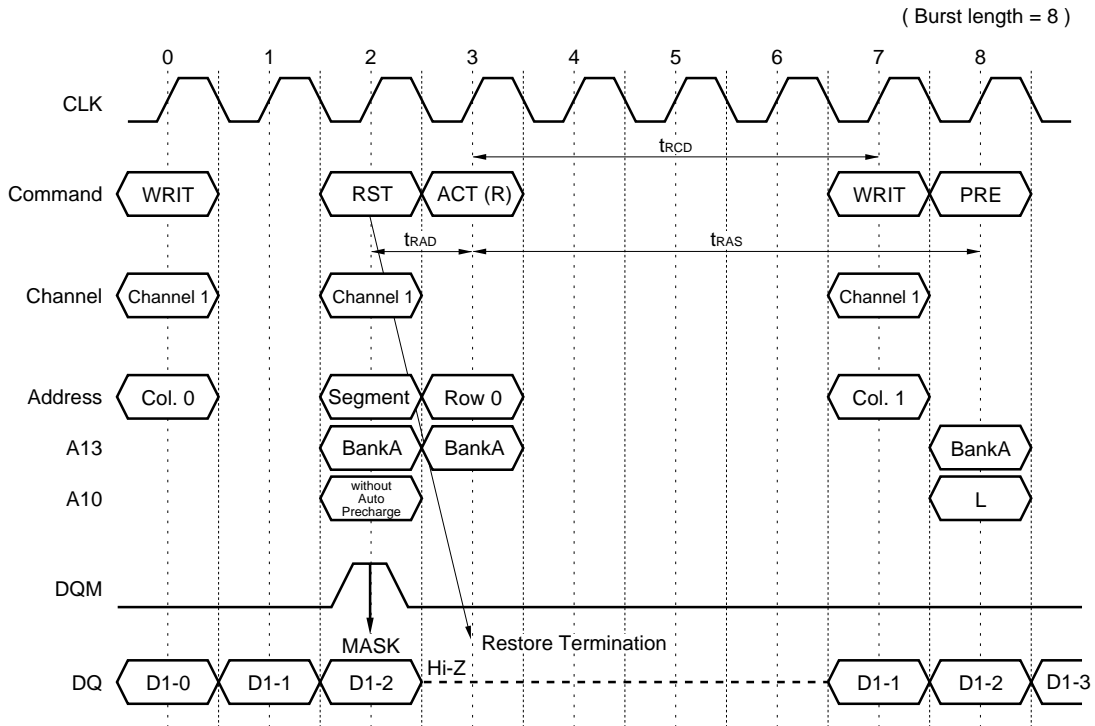 ( Burst length = 8 )
0 1 2 3 4 5 6 7 8
CLK
tRCD
Command WRIT RST ACT (R) WRIT PRE
tRAD tRAS
Channel Channel 1 Channel 1 Channel 1
Address Col. 0 Segment Row 0 Col. 1
A13 BankA BankA BankA
A10 without Auto Precharge L
DQM
MASK Restore Termination
Hi-Z
DQ D1-0 D1-1 D1-2 D1-1 D1-2 D1-3